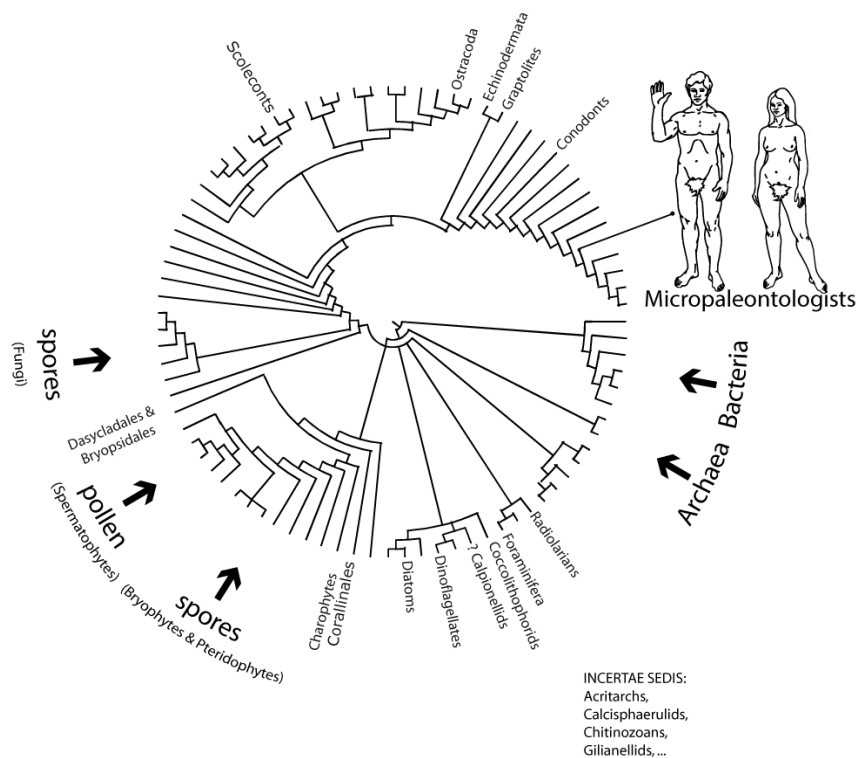 Scoleconts
Ostracoda
Echinodermata
Graptolites
Conodonts
Micropaleontologists
Bacteria
Archaea
Radiolarians
Foraminifera
Coccolithophorids
? Calpionellids
Dinoflagellates
Diatoms
Corallinales
Charophytes
spores
(Bryophytes & Pteridophytes)
pollen
(Spermatophytes)
Dasycladales &
Bryopsidales
spores
(Fungi)
INCERTAE SEDIS:
Acritarchs,
Calcisphaerulids,
Chitinozoans,
Gilianellids, ...